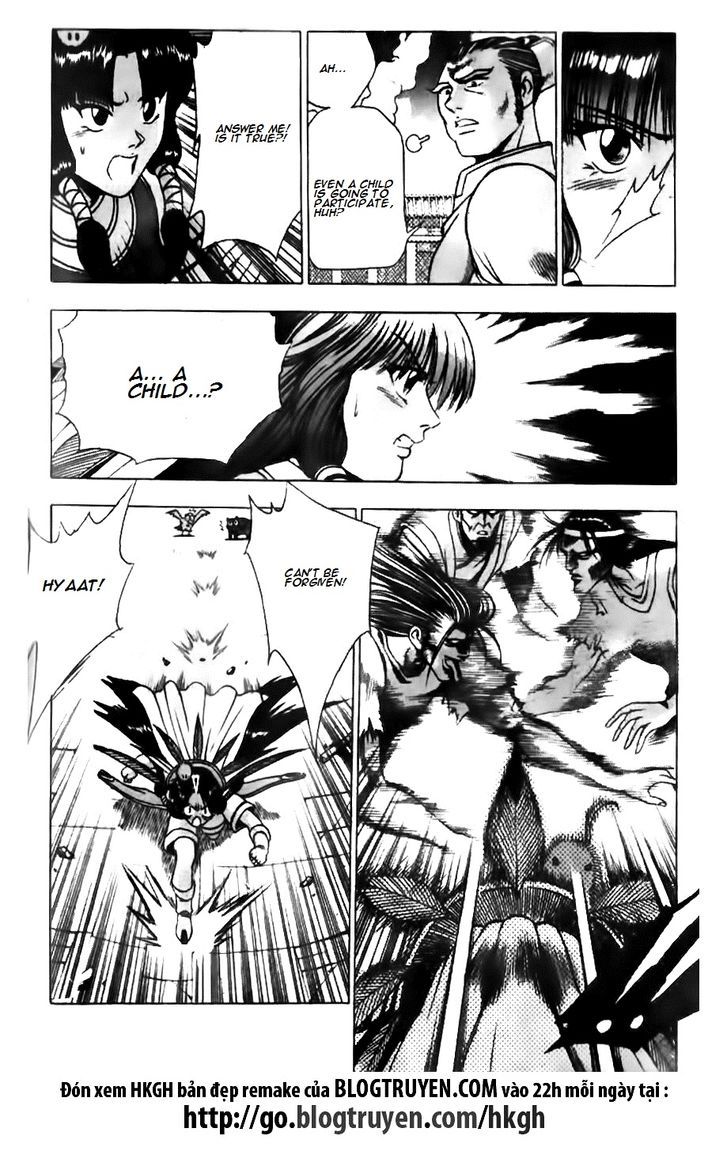 ANSWER ME!
IS IT TRUE?!
AH...
EVEN A CHILD
IS GOING TO
PARTICIPATE,
HUH?
A... A
CHILD...?
HYAAT!
CAN'T BE
FORGIVEN!
Đón xem HKGH bản đẹp remake của BLOGTRUYEN.COM vào 22h mỗi ngày tại :
http://go.blogtruyen.com/hkgh